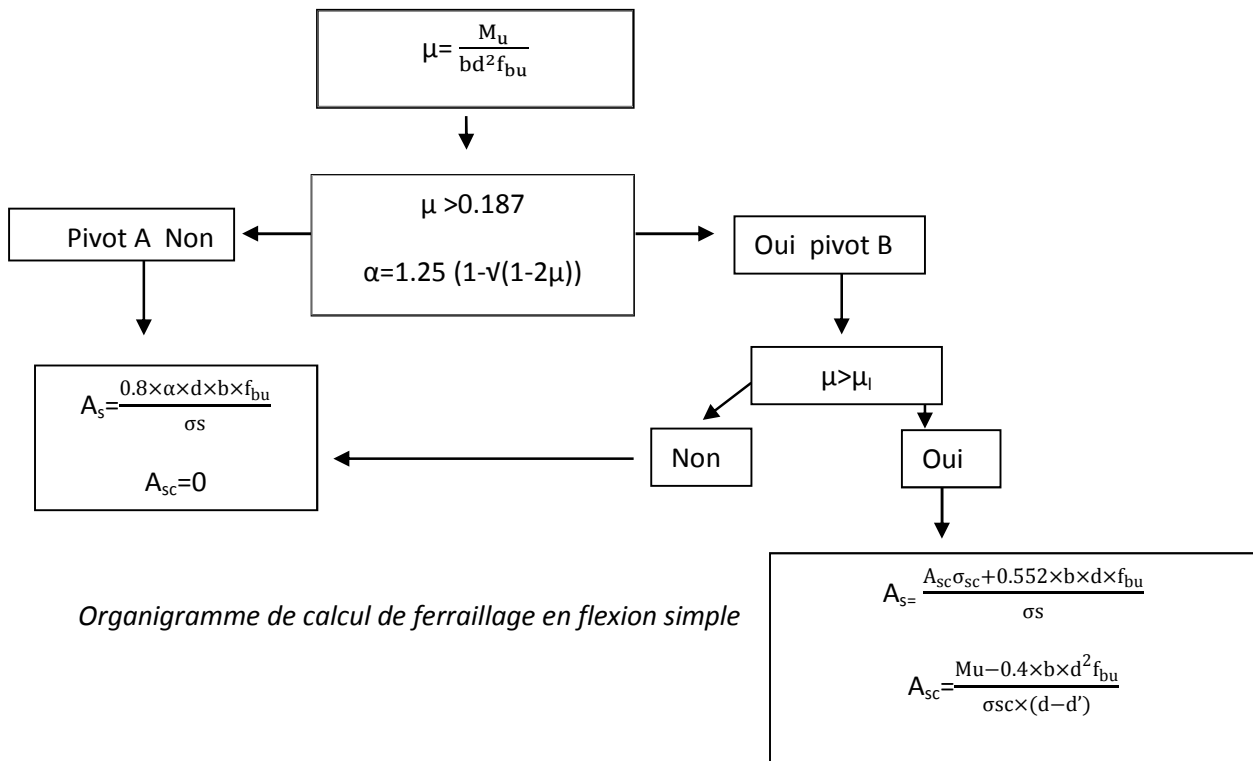 μ= M_u / bd²f_bu
μ >0.187
α=1.25 (1-√(1-2μ))
Pivot A Non
Oui pivot B
μ>μ_l
Non
Oui
A_s= 0.8×α×d×b×f_bu / σs
A_sc=0
A_s= A_scσ_sc+0.552×b×d×f_bu / σs
A_sc= Mu−0.4×b×d²f_bu / σsc×(d−d’)
Organigramme de calcul de ferraillage en flexion simple